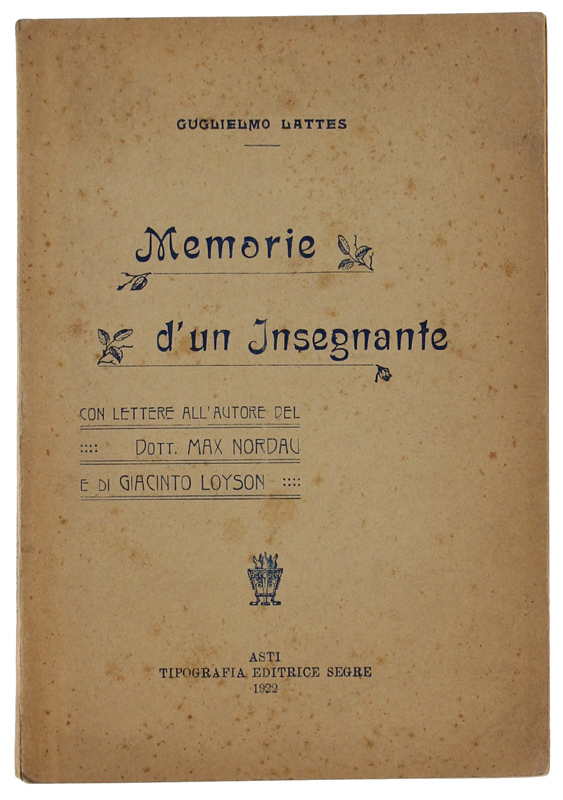 GUGLIELMO LATTES
Memorie
d'un Insegnante
CON LETTERE ALL'AUTORE DEL
:::: DOTT. MAX NORDAU
E DI GIACINTO LOYSON ::::
ASTI
TIPOGRAFIA EDITRICE SEGRE
1922